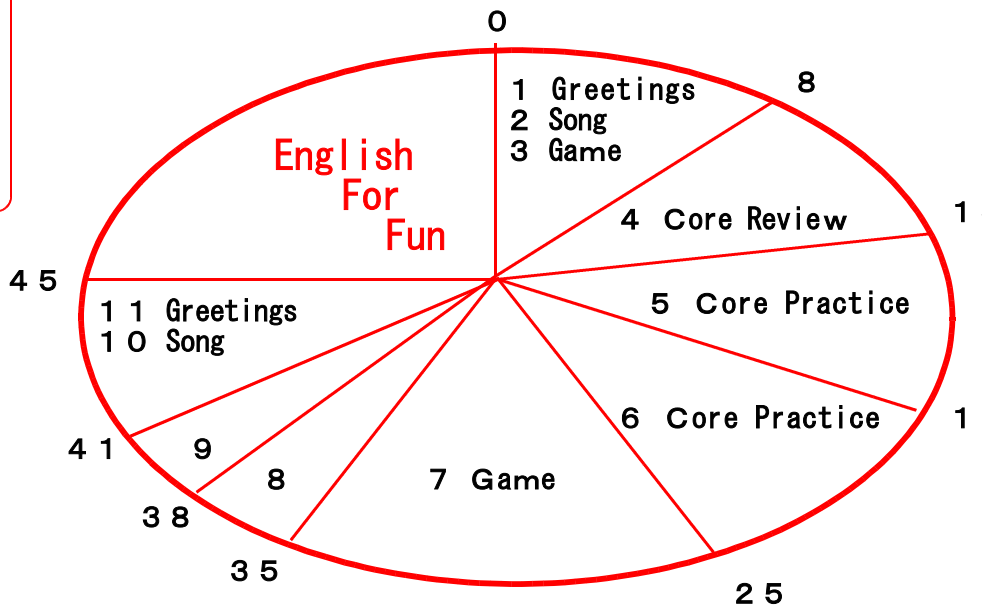 0
1 Greetings
2 Song
3 Game
8
English
For
Fun
4 Core Review
1
45
11 Greetings
10 Song
5 Core Practice
6 Core Practice
1
41
9
8
7 Game
38
35
25